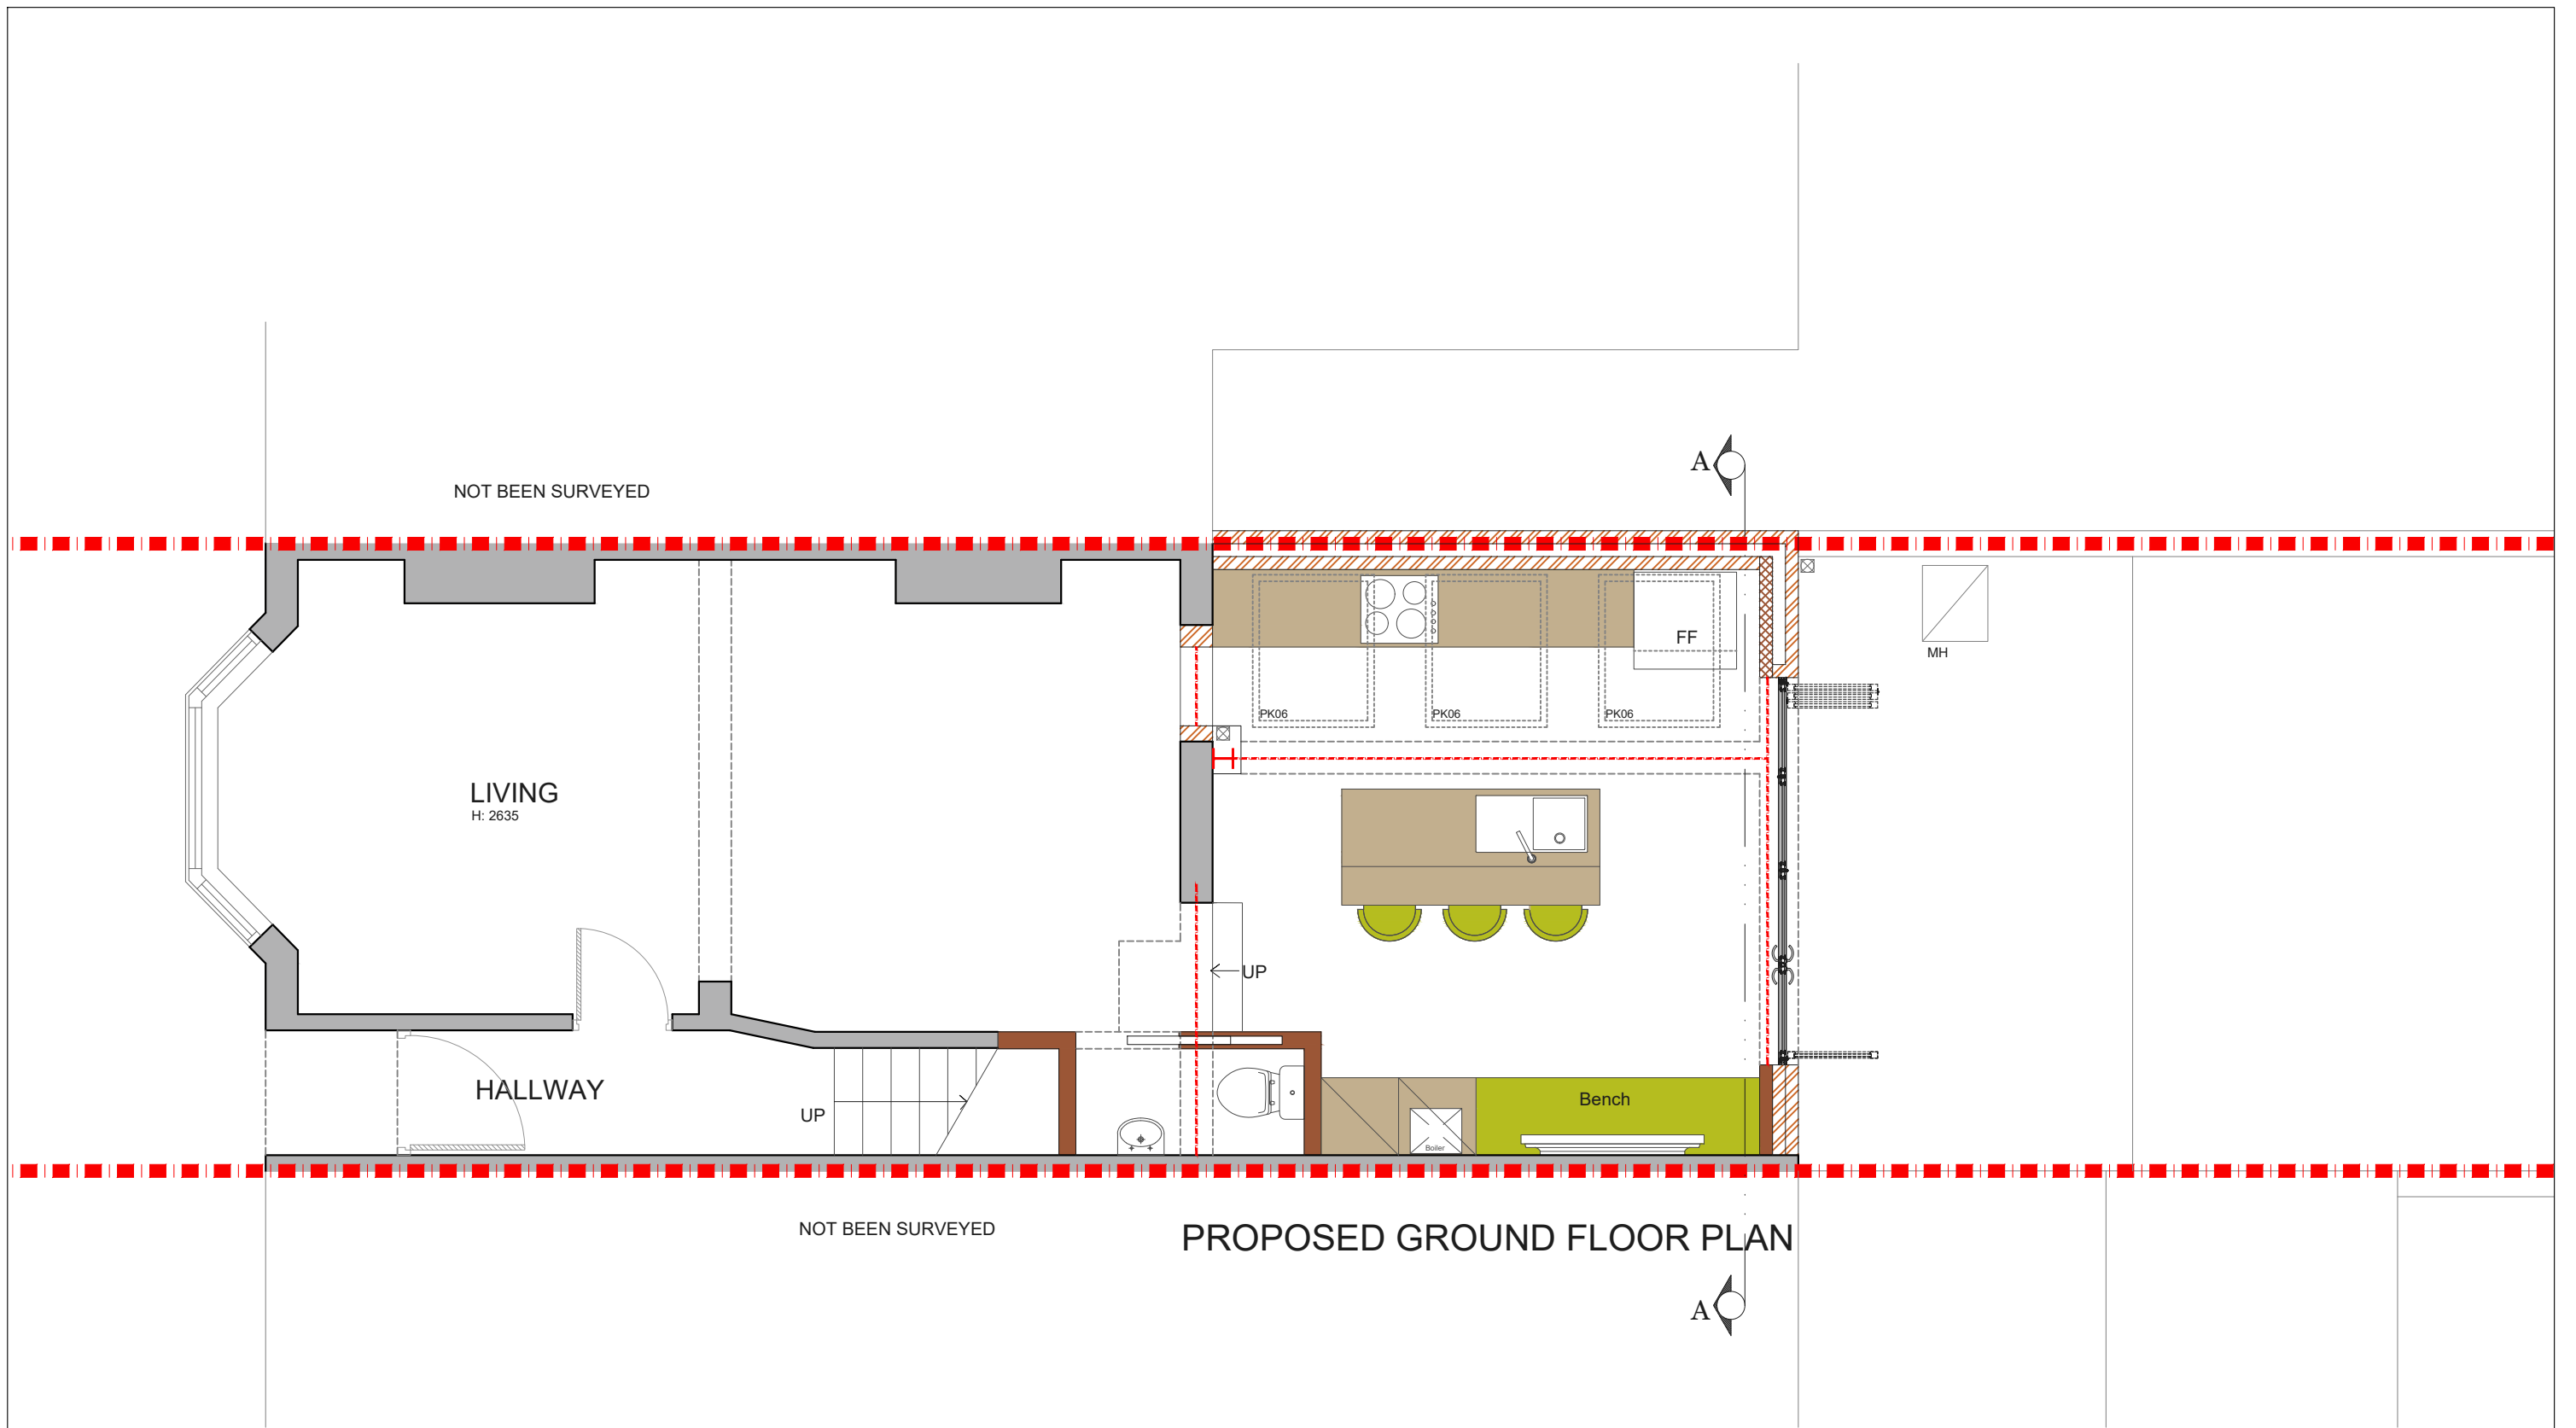 A
NOT BEEN SURVEYED
FF
MH
PK06
PK06
PK06
LIVING
H: 2635
UP
HALLWAY
UP
Bench
Boiler
NOT BEEN SURVEYED
PROPOSED GROUND FLOOR PLAN
A